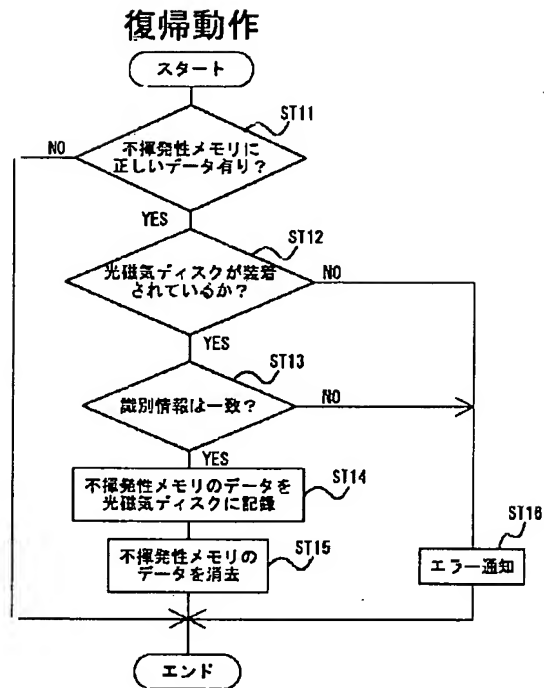 復帰動作
スタート
ST11
不揮発性メモリに
正しいデータ有り？
NO
YES
ST12
光磁気ディスクが装着
されているか？
NO
YES
ST13
識別情報は一致？
NO
YES
ST14
不揮発性メモリのデータを
光磁気ディスクに記録
ST15
不揮発性メモリの
データを消去
ST16
エラー通知
エンド